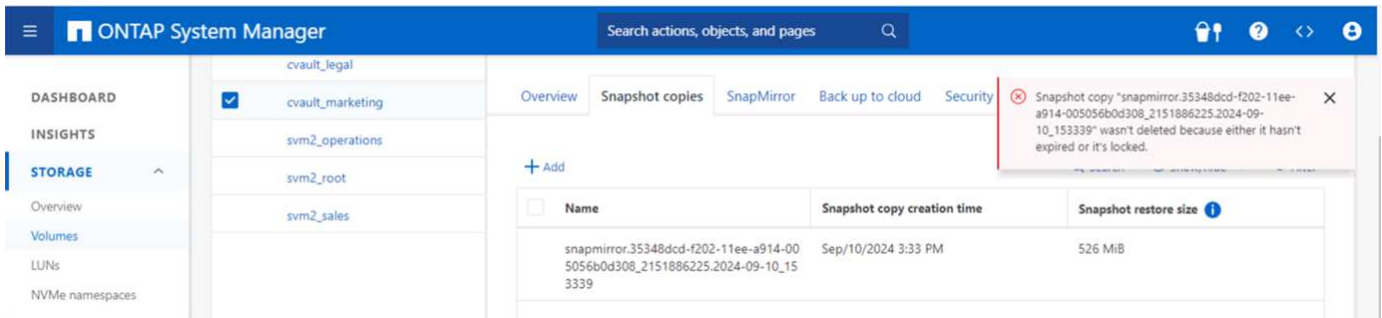 ONTAP System Manager
Search actions, objects, and pages
DASHBOARD
INSIGHTS
STORAGE
Overview
Volumes
LUNs
NVMe namespaces
cvault_legal
cvault_marketing
svm2_operations
svm2_root
svm2_sales
Overview
Snapshot copies
SnapMirror
Back up to cloud
Security
Snapshot copy "snapmirror.35348dcd-f202-11ee-
a914-005056b0d308_2151886225.2024-09-
10_153339" wasn't deleted because either it hasn't
expired or it's locked.
Add
Name
Snapshot copy creation time
Snapshot restore size
snapmirror.35348dcd-f202-11ee-a914-00
5056b0d308_2151886225.2024-09-10_15
3339
Sep/10/2024 3:33 PM
526 MiB